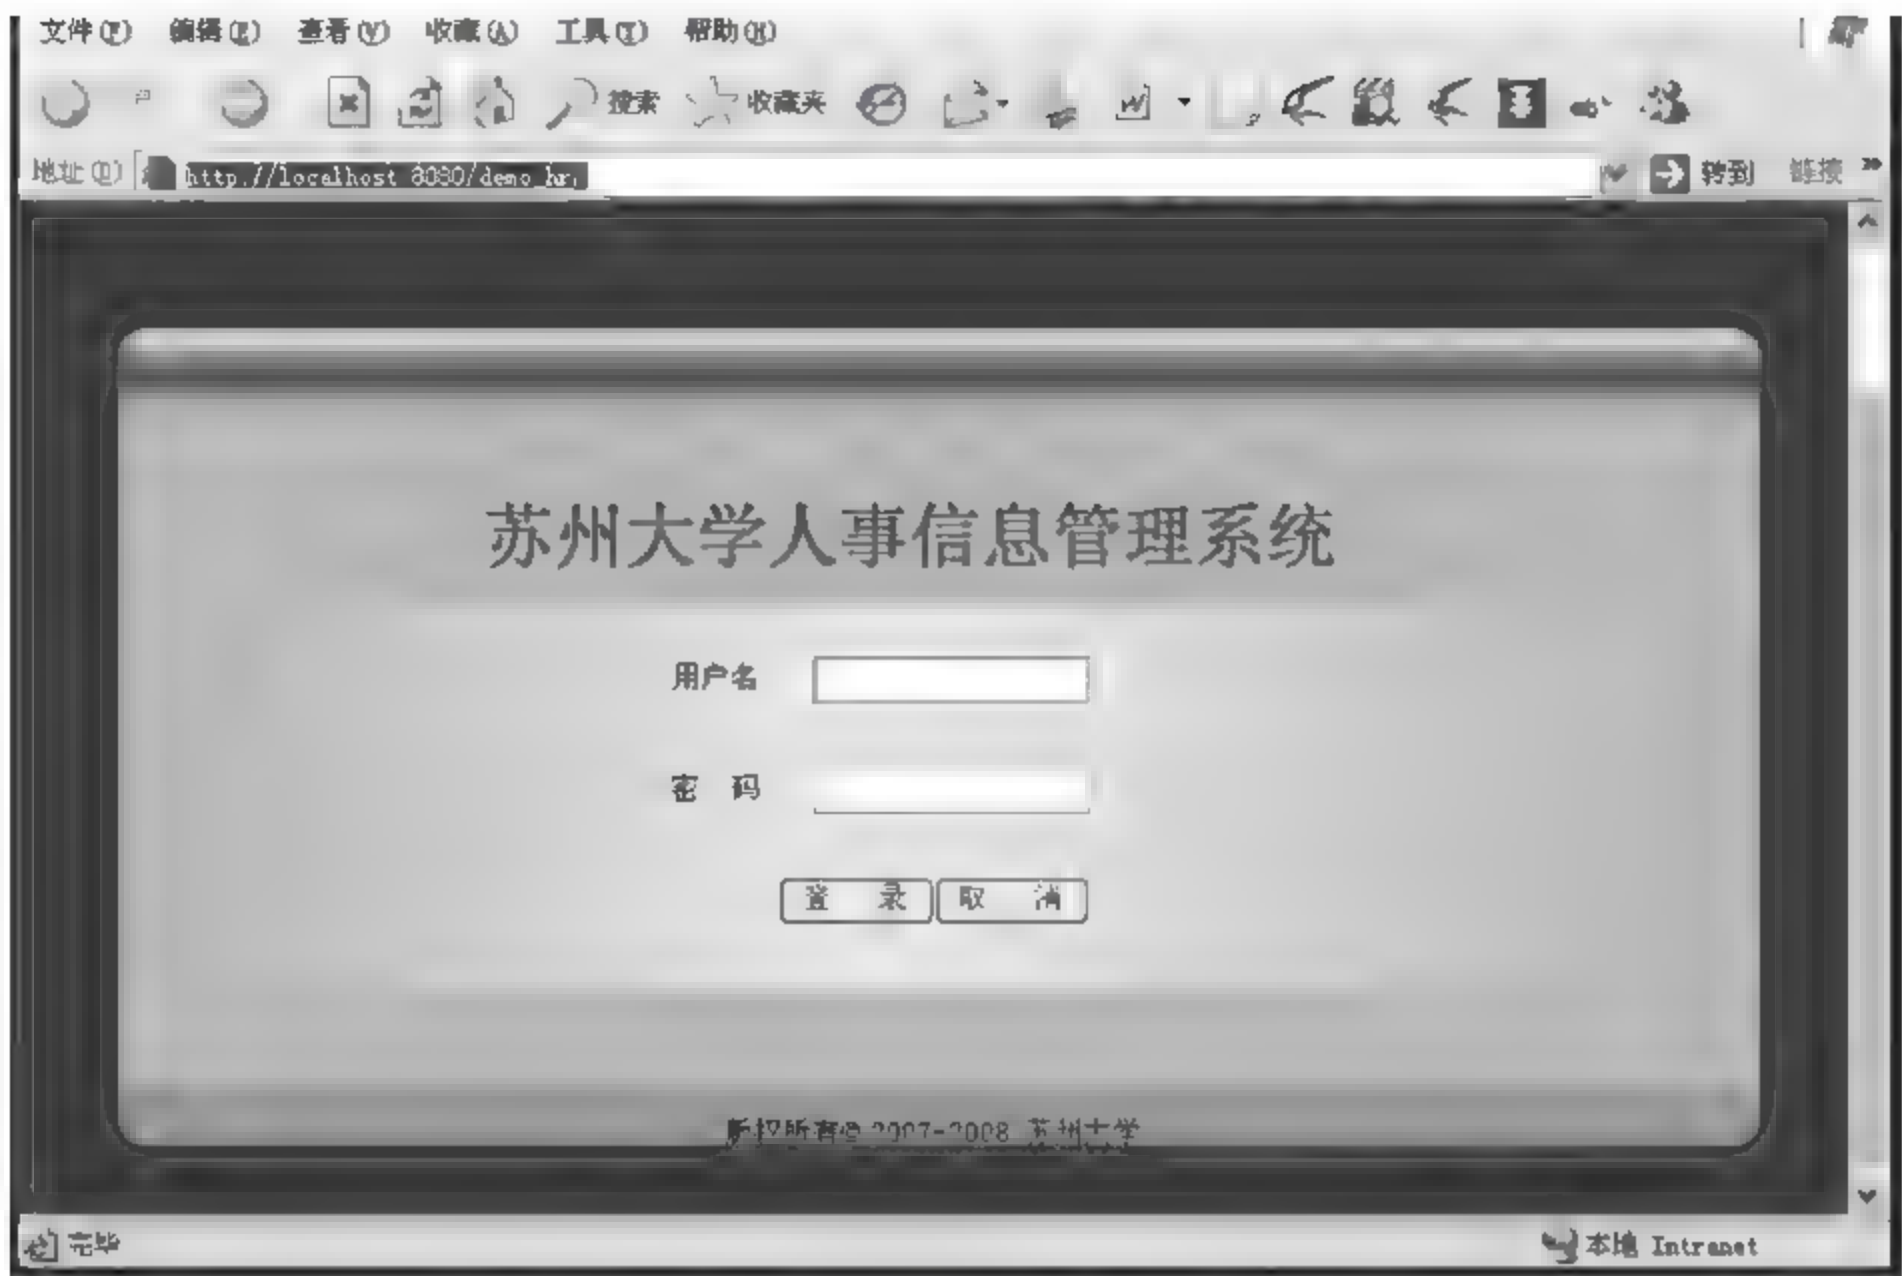 文件(F) 编辑(E) 查看(V) 收藏(A) 工具(T) 帮助(H)
搜索 收藏夹
地址(D) http://localhost:8080/demo_hr/ 转到 链接 »
苏州大学人事信息管理系统
用户名
密 码
登 录 取 消
版权所有© 2007-2008 苏州大学
完毕 本地 Intranet